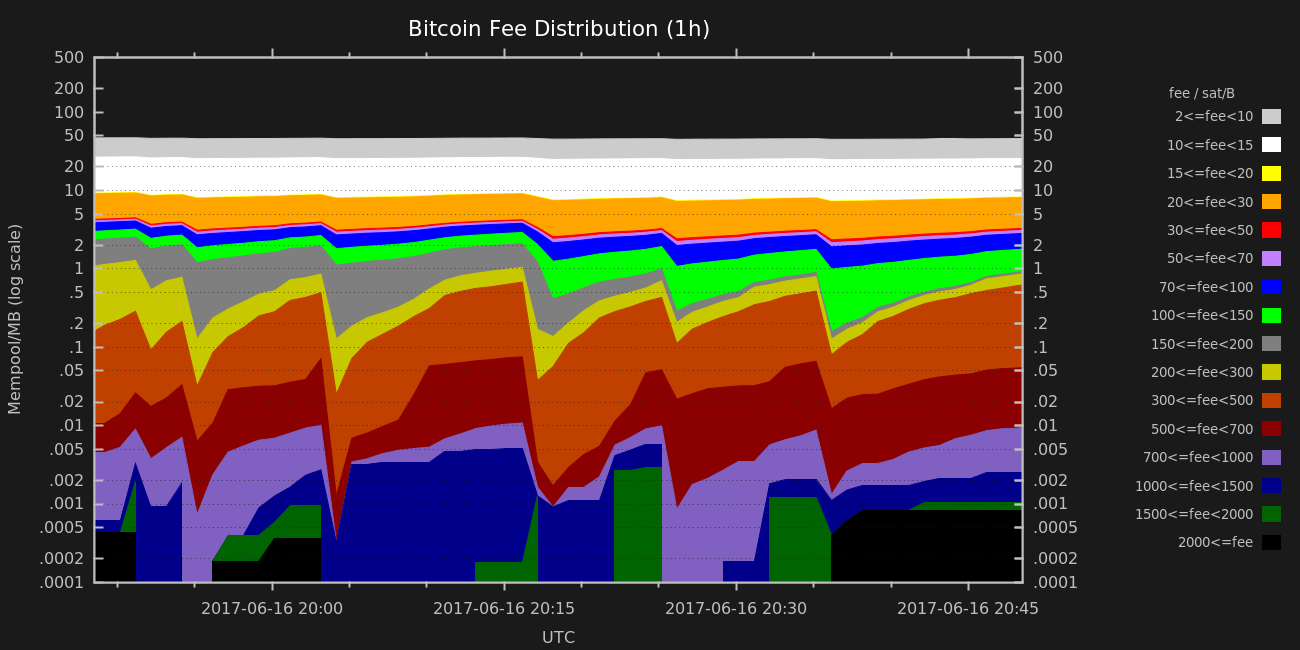 Bitcoin Fee Distribution (1h)
500
200
100
50
20
10
5
2
1
.5
.2
.1
.05
.02
.01
.005
.002
.001
.0005
.0002
.0001
Mempool/MB (log scale)
500
200
100
50
20
10
5
2
1
.5
.2
.1
.05
.02
.01
.005
.002
.001
.0005
.0002
.0001
2017-06-16 20:00
2017-06-16 20:15
2017-06-16 20:30
2017-06-16 20:45
UTC
fee / sat/B
2<=fee<10
10<=fee<15
15<=fee<20
20<=fee<30
30<=fee<50
50<=fee<70
70<=fee<100
100<=fee<150
150<=fee<200
200<=fee<300
300<=fee<500
500<=fee<700
700<=fee<1000
1000<=fee<1500
1500<=fee<2000
2000<=fee